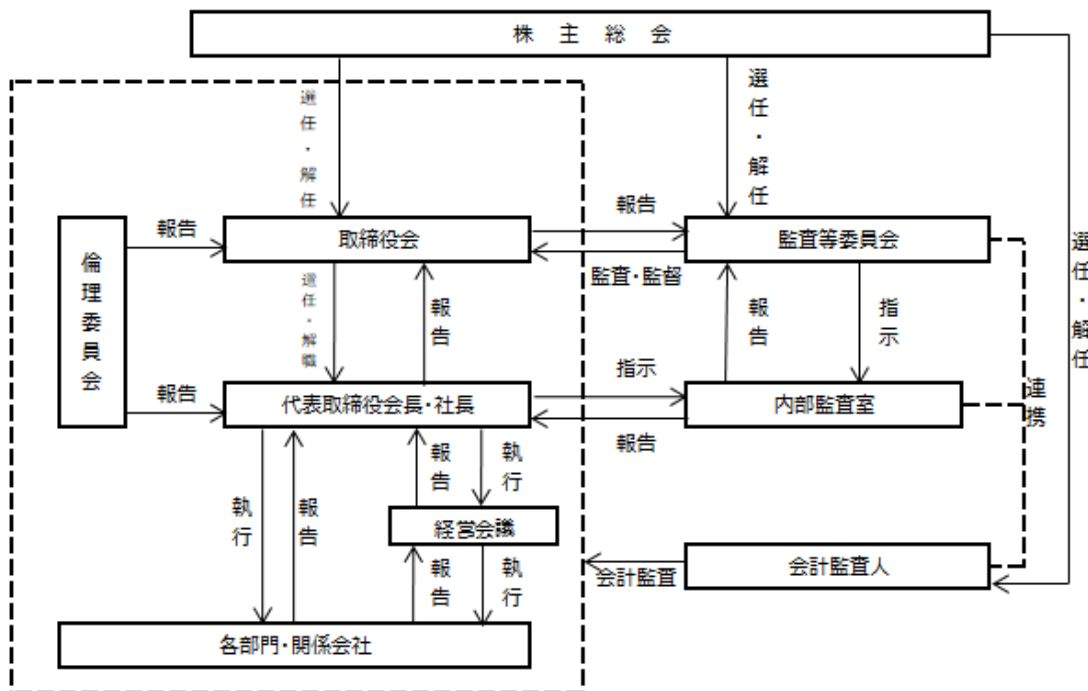 株主総会
選任・解任
選任・解任
選任・解任
報告
取締役会
報告
監査等委員会
監査・監督
倫理委員会
選任・解職
報告
報告
指示
連携
報告
代表取締役会長・社長
指示
内部監査室
報告
執行
報告
報告
執行
経営会議
報告
執行
会計監査
会計監査人
各部門・関係会社